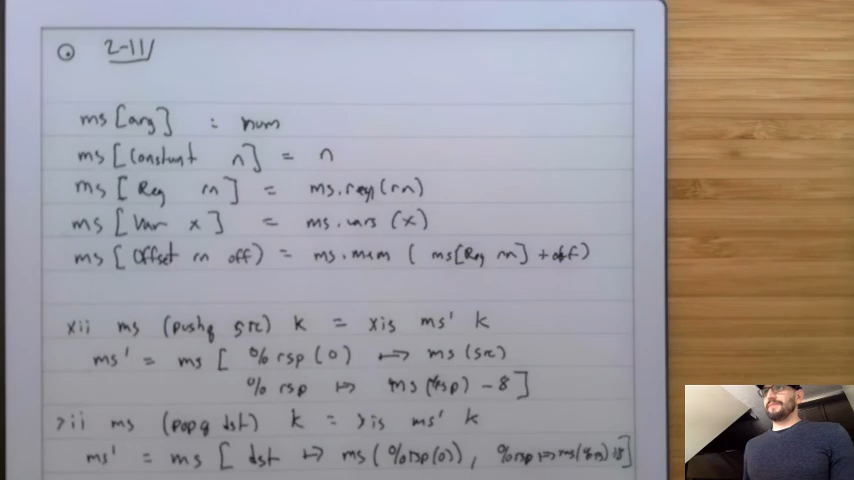 2-11/
ms [arg] : num
ms [Constant n] = n
ms [Reg rn] = ms.reg(rn)
ms [Var x] = ms.vars (x)
ms [Offset rn off) = ms.mem ( ms[Reg rn] + off)
xii ms (pushq src) k = xis ms' k
ms' = ms [ %rsp (0) ↦ ms (src)
%rsp ↦ ms (%rsp) - 8]
xii ms (popq dst) k = xis ms' k
ms' = ms [ dst ↦ ms (%rsp(0)), %rsp ↦ ms(%rsp)+8]